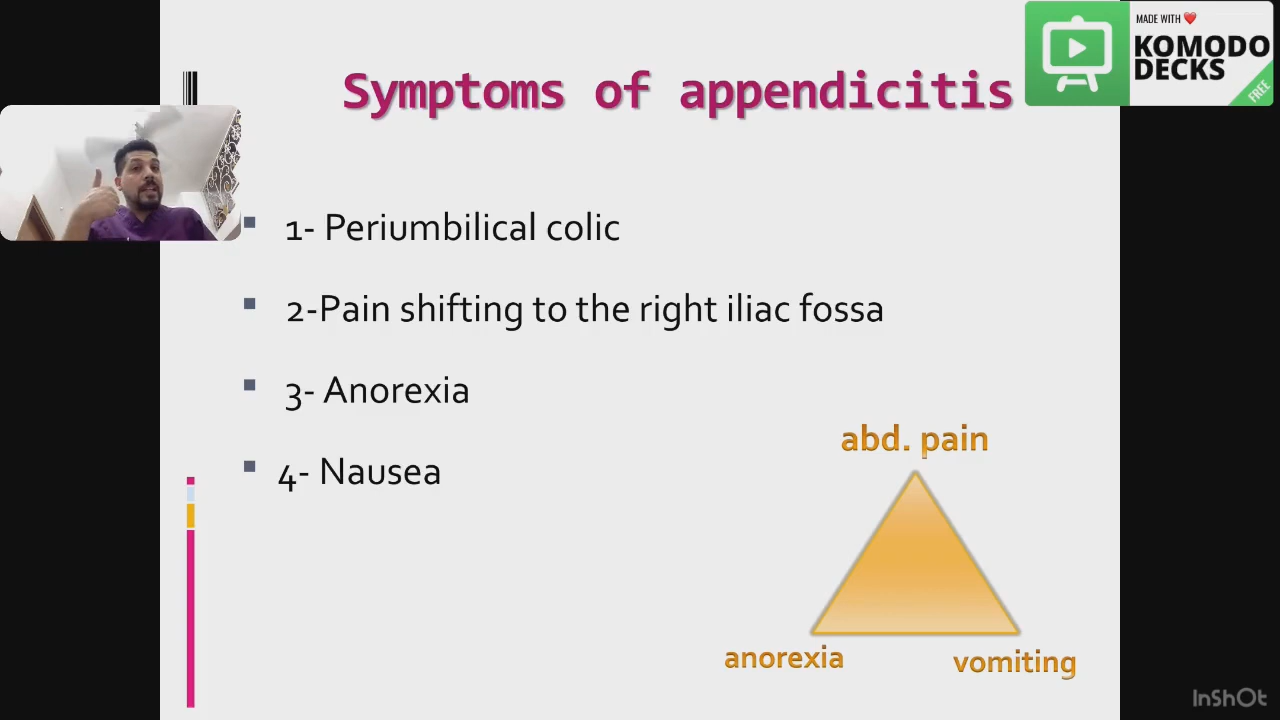 MADE WITH ❤️
KOMODO
DECKS
FREE
Symptoms of appendicitis
1- Periumbilical colic
2-Pain shifting to the right iliac fossa
3- Anorexia
4- Nausea
abd. pain
anorexia
vomiting
InShOt